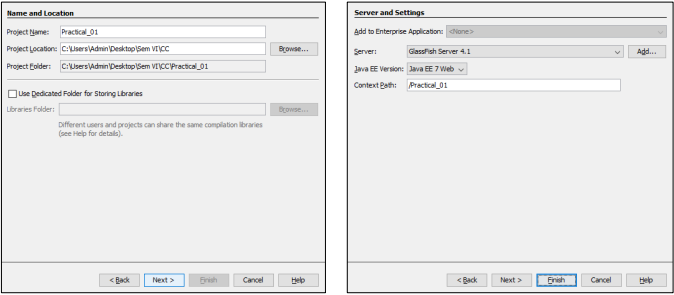 Name and Location
Project Name: Practical_01
Project Location: C:\Users\Admin\Desktop\Sem VI\CC Browse...
Project Folder: C:\Users\Admin\Desktop\Sem VI\CC\Practical_01
Use Dedicated Folder for Storing Libraries
Libraries Folder: Browse...
Different users and projects can share the same compilation libraries
(see Help for details).
< Back Next > Finish Cancel Help
Server and Settings
Add to Enterprise Application: <None>
Server: GlassFish Server 4.1 Add...
Java EE Version: Java EE 7 Web
Context Path: /Practical_01
< Back Next > Finish Cancel Help